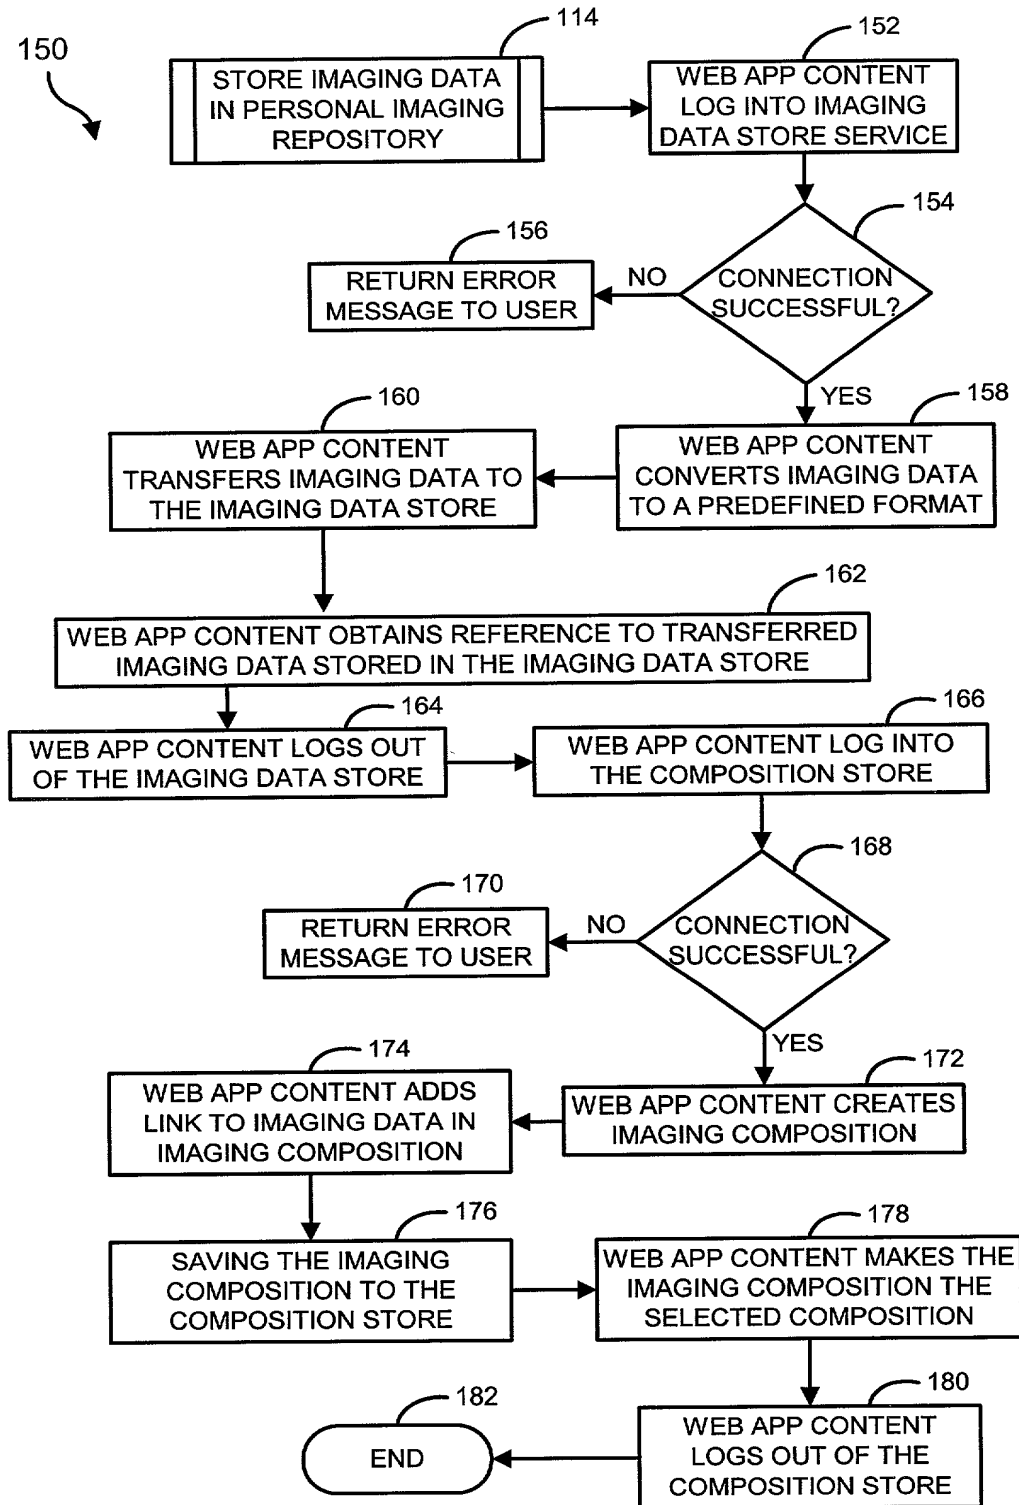 150
114
STORE IMAGING DATA
IN PERSONAL IMAGING
REPOSITORY
152
WEB APP CONTENT
LOG INTO IMAGING
DATA STORE SERVICE
154
CONNECTION
SUCCESSFUL?
NO
156
RETURN ERROR
MESSAGE TO USER
YES
158
WEB APP CONTENT
CONVERTS IMAGING DATA
TO A PREDEFINED FORMAT
160
WEB APP CONTENT
TRANSFERS IMAGING DATA TO
THE IMAGING DATA STORE
162
WEB APP CONTENT OBTAINS REFERENCE TO TRANSFERRED
IMAGING DATA STORED IN THE IMAGING DATA STORE
164
WEB APP CONTENT LOGS OUT
OF THE IMAGING DATA STORE
166
WEB APP CONTENT LOG INTO
THE COMPOSITION STORE
168
CONNECTION
SUCCESSFUL?
NO
170
RETURN ERROR
MESSAGE TO USER
YES
172
WEB APP CONTENT CREATES
IMAGING COMPOSITION
174
WEB APP CONTENT ADDS
LINK TO IMAGING DATA IN
IMAGING COMPOSITION
176
SAVING THE IMAGING
COMPOSITION TO THE
COMPOSITION STORE
178
WEB APP CONTENT MAKES THE
IMAGING COMPOSITION THE
SELECTED COMPOSITION
180
WEB APP CONTENT
LOGS OUT OF THE
COMPOSITION STORE
182
END